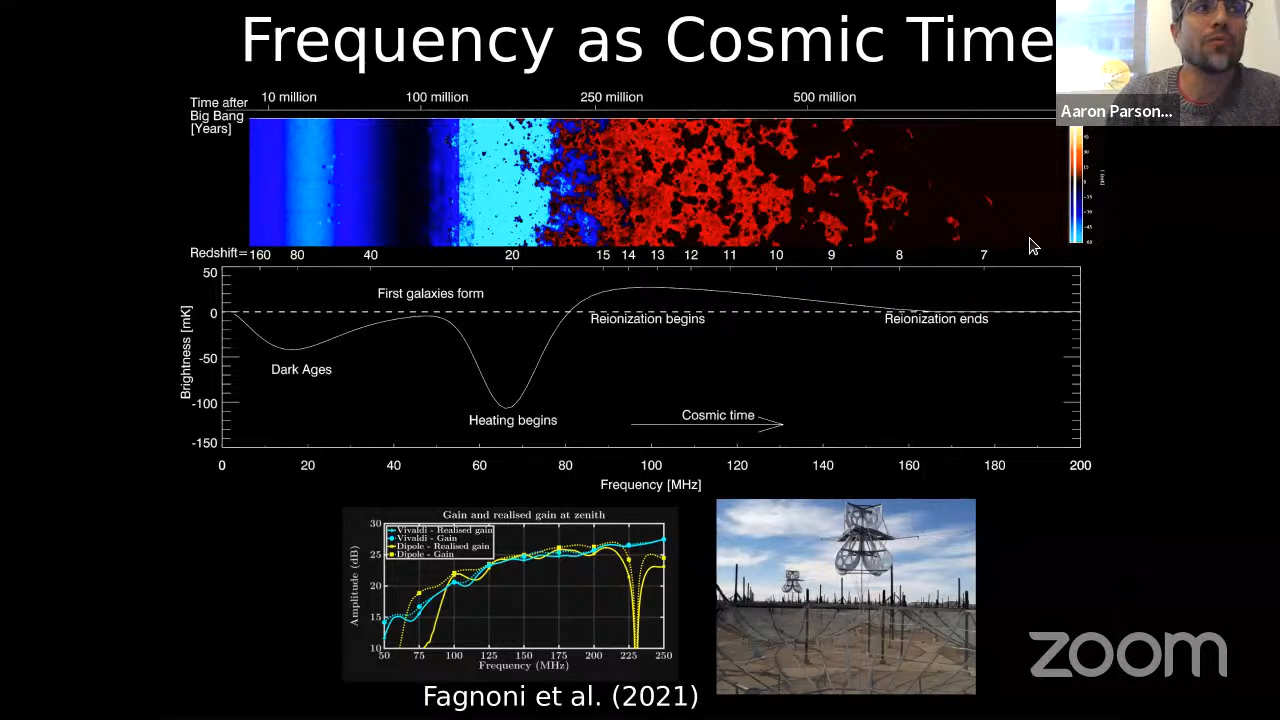 Frequency as Cosmic Time
Aaron Parson...
Time after
Big Bang
[Years]
10 million 100 million 250 million 500 million
Redshift= 160 80 40 20 15 14 13 12 11 10 9 8 7
50
0
-50
-100
-150
Brightness [mK]
First galaxies form
Reionization begins
Reionization ends
Dark Ages
Heating begins
Cosmic time
0 20 40 60 80 100 120 140 160 180 200
Frequency [MHz]
Gain and realised gain at zenith
Vivaldi - Realised gain
Vivaldi - Gain
Dipole - Realised gain
Dipole - Gain
30
25
20
15
10
Amplitude (dB)
50 75 100 125 150 175 200 225 250
Frequency (MHz)
Fagnoni et al. (2021)
zoom